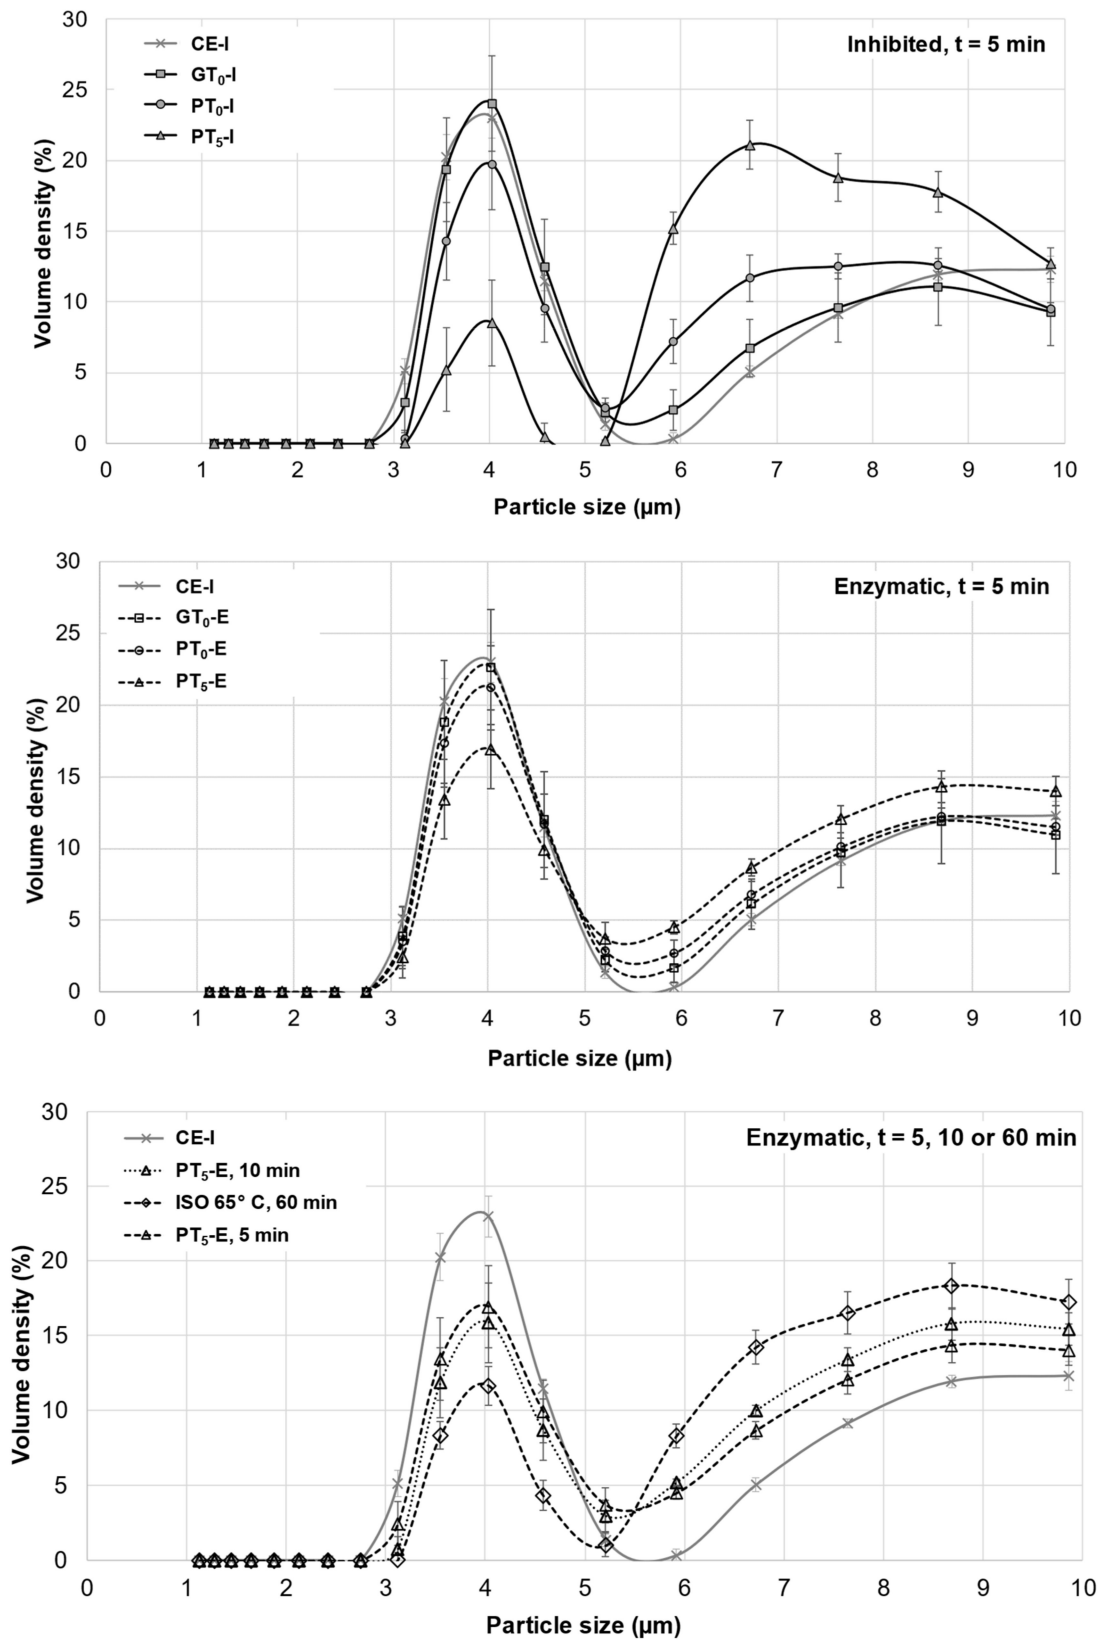 30
Inhibited, t = 5 min
CE-I
GT₀-I
PT₀-I
PT₅-I
25
20
15
10
5
0
Volume density (%)
0 1 2 3 4 5 6 7 8 9 10
Particle size (µm)
30
Enzymatic, t = 5 min
CE-I
GT₀-E
PT₀-E
PT₅-E
25
20
15
10
5
0
Volume density (%)
0 1 2 3 4 5 6 7 8 9 10
Particle size (µm)
30
Enzymatic, t = 5, 10 or 60 min
CE-I
PT₅-E, 10 min
ISO 65° C, 60 min
PT₅-E, 5 min
25
20
15
10
5
0
Volume density (%)
0 1 2 3 4 5 6 7 8 9 10
Particle size (µm)